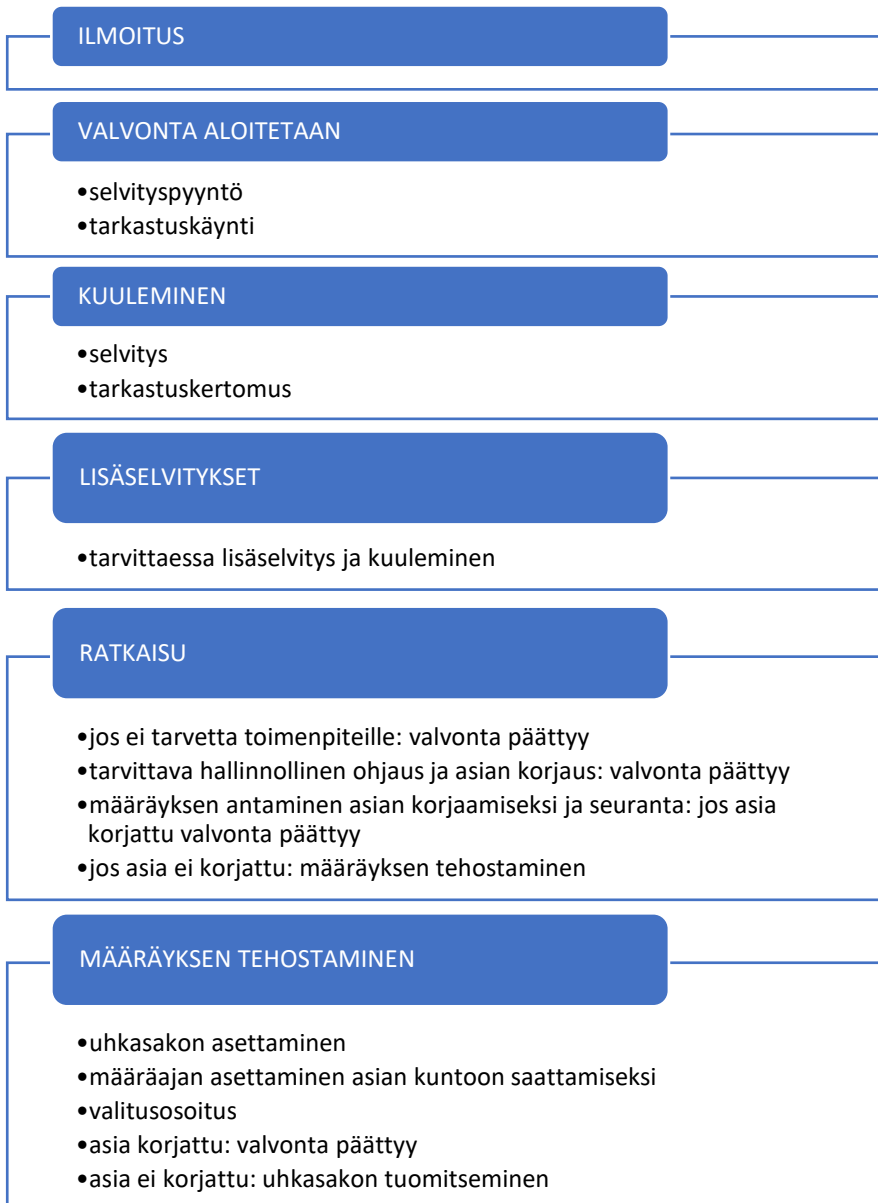 ILMOITUS
VALVONTA ALOITETAAN
•selvityspyyntö
•tarkastuskäynti
KUULEMINEN
•selvitys
•tarkastuskertomus
LISÄSELVITYKSET
•tarvittaessa lisäselvitys ja kuuleminen
RATKAISU
•jos ei tarvetta toimenpiteille: valvonta päättyy
•tarvittava hallinnollinen ohjaus ja asian korjaus: valvonta päättyy
•määräyksen antaminen asian korjaamiseksi ja seuranta: jos asia
korjattu valvonta päättyy
•jos asia ei korjattu: määräyksen tehostaminen
MÄÄRÄYKSEN TEHOSTAMINEN
•uhkasakon asettaminen
•määräajan asettaminen asian kuntoon saattamiseksi
•valitusosoitus
•asia korjattu: valvonta päättyy
•asia ei korjattu: uhkasakon tuomitseminen